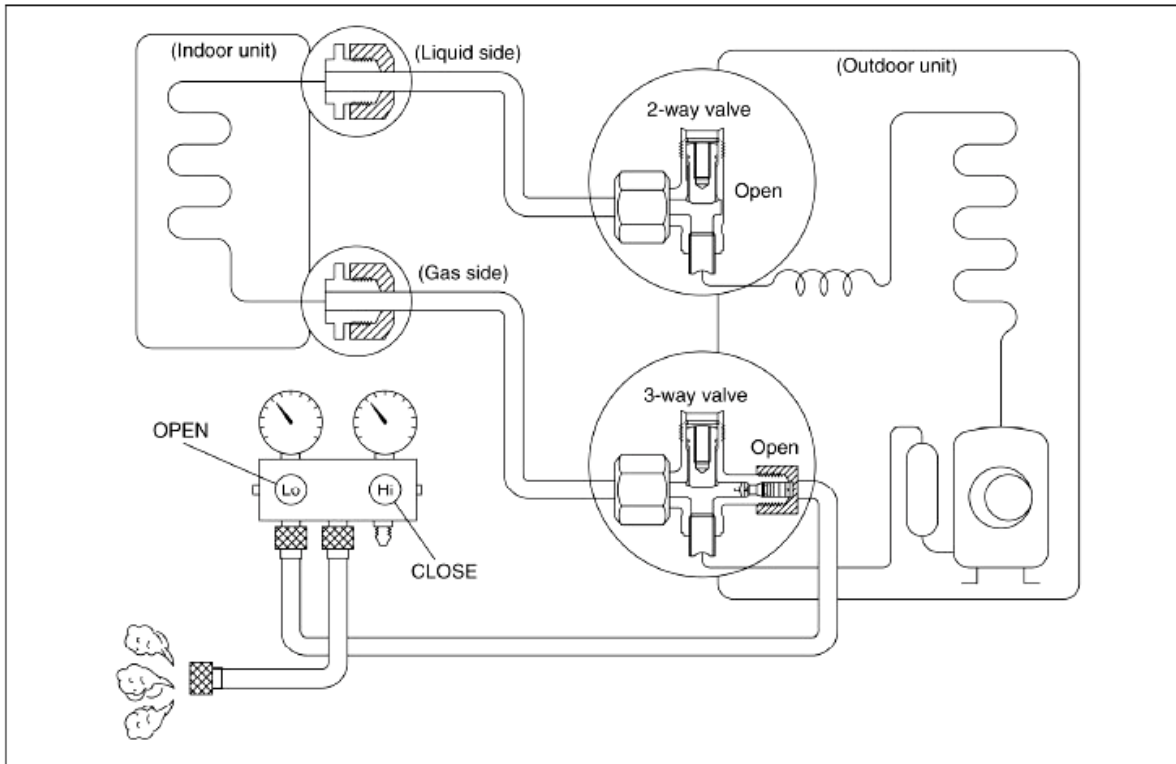 (Indoor unit)
(Liquid side)
(Outdoor unit)
2-way valve
Open
(Gas side)
3-way valve
Open
OPEN
Lo
Hi
CLOSE